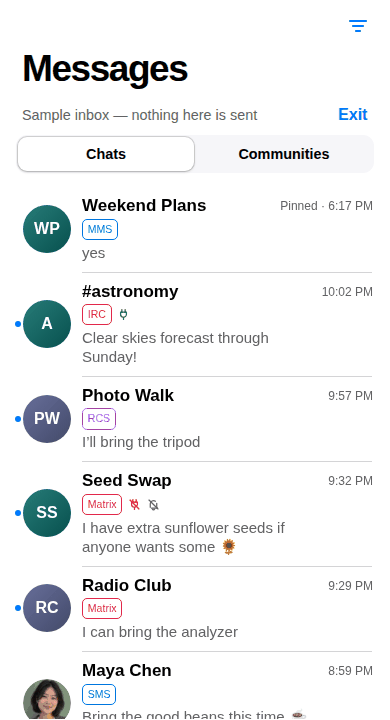 Messages
Sample inbox — nothing here is sent
Exit
Chats
Communities
WP
Weekend Plans
Pinned · 6:17 PM
MMS
yes
A
#astronomy
10:02 PM
IRC
Clear skies forecast through
Sunday!
PW
Photo Walk
9:57 PM
RCS
I’ll bring the tripod
SS
Seed Swap
9:32 PM
Matrix
I have extra sunflower seeds if
anyone wants some 🌻
RC
Radio Club
9:29 PM
Matrix
I can bring the analyzer
Maya Chen
8:59 PM
SMS
Bring the good beans this time ☕